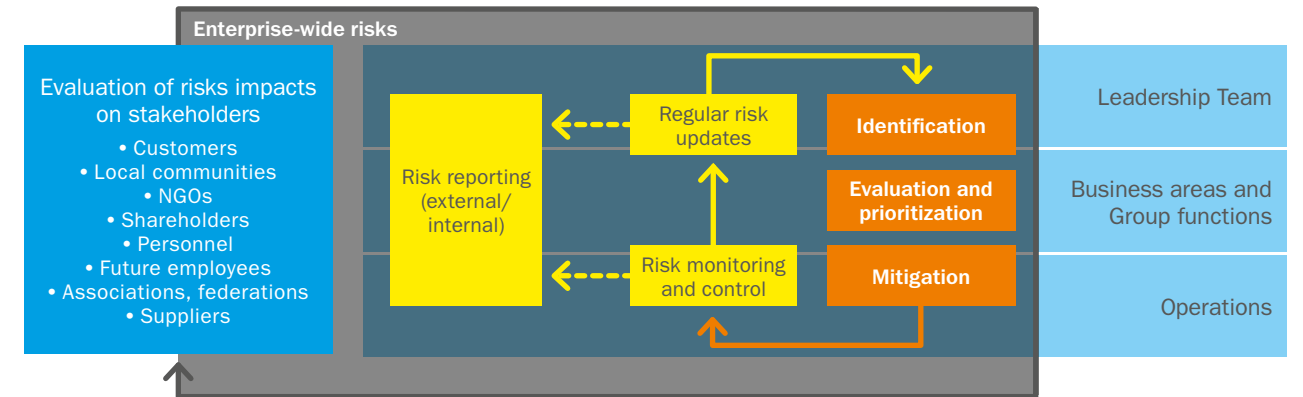 Enterprise-wide risks
Evaluation of risks impacts
on stakeholders
• Customers
• Local communities
• NGOs
• Shareholders
• Personnel
• Future employees
• Associations, federations
• Suppliers
Risk reporting
(external/
internal)
Regular risk
updates
Risk monitoring
and control
Identification
Evaluation and
prioritization
Mitigation
Leadership Team
Business areas and
Group functions
Operations